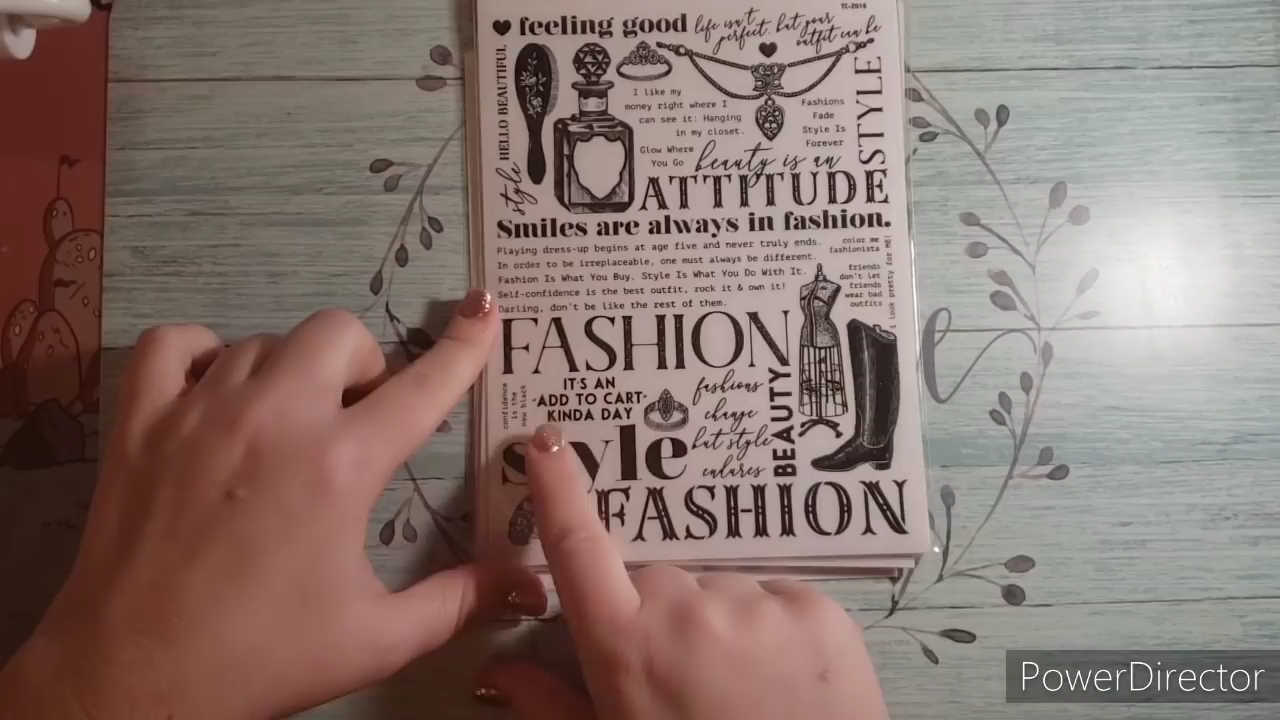 TC-2016
feeling good
life isn't
perfect. but your
outfit can be
HELLO BEAUTIFUL
style
I like my
money right where I
can see it: Hanging
in my closet.
Fashions
Fade
Style Is
Forever
STYLE
Glow Where
You Go
beauty is an
ATTITUDE
Smiles are always in fashion.
Playing dress-up begins at age five and never truly ends.
In order to be irreplaceable, one must always be different.
Fashion Is What You Buy. Style Is What You Do With It.
Self-confidence is the best outfit, rock it & own it!
Darling, don't be like the rest of them.
color me
fashionista
friends
don't let
friends
wear bad
outfits
i look pretty for ME!
FASHION
confidence
is the
new black
IT'S AN
"ADD TO CART"
KINDA DAY
fashions
change
but style
endures
BEAUTY
style
FASHION
e
PowerDirector